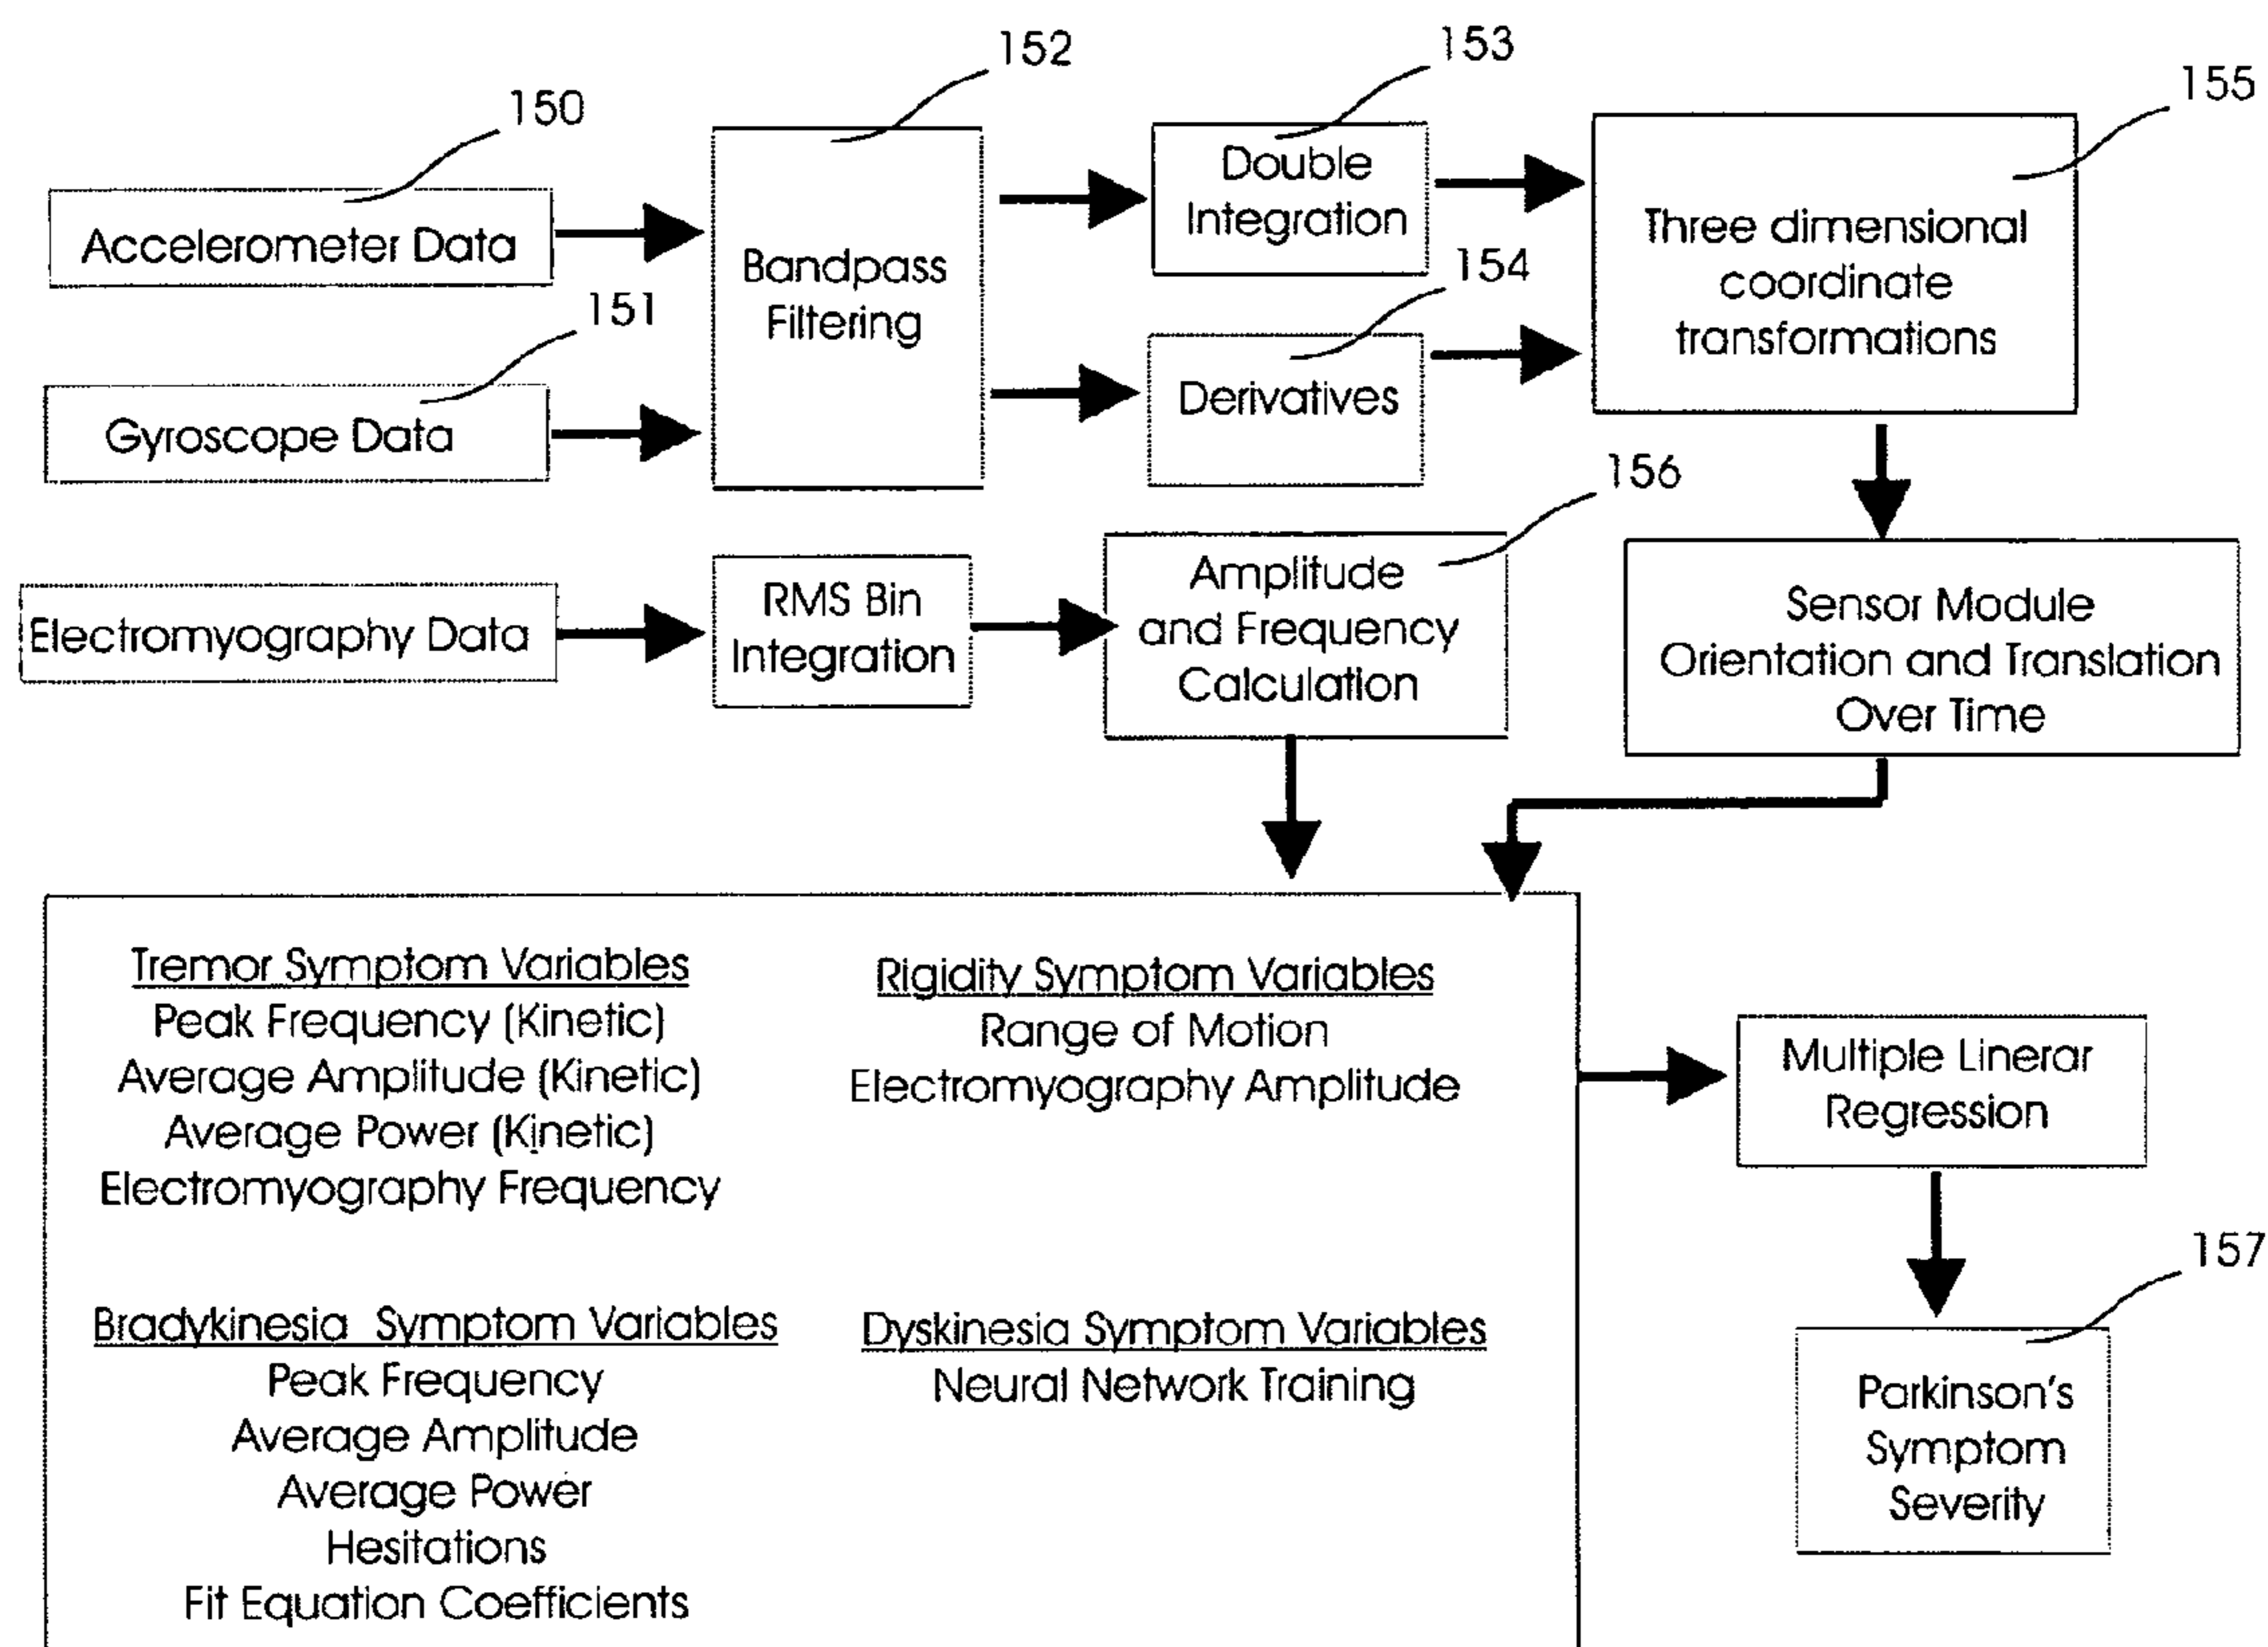 150
152
153
155
Accelerometer Data
Bandpass
Filtering
Double
Integration
Three dimensional
coordinate
transformations
151
Gyroscope Data
154
Derivatives
156
Electromyography Data
RMS Bin
Integration
Amplitude
and Frequency
Calculation
Sensor Module
Orientation and Translation
Over Time
Tremor Symptom Variables
Peak Frequency (Kinetic)
Average Amplitude (Kinetic)
Average Power (Kinetic)
Electromyography Frequency
Rigidity Symptom Variables
Range of Motion
Electromyography Amplitude
Bradykinesia Symptom Variables
Peak Frequency
Average Amplitude
Average Power
Hesitations
Fit Equation Coefficients
Dyskinesia Symptom Variables
Neural Network Training
Multiple Linerar
Regression
157
Parkinson's
Symptom
Severity